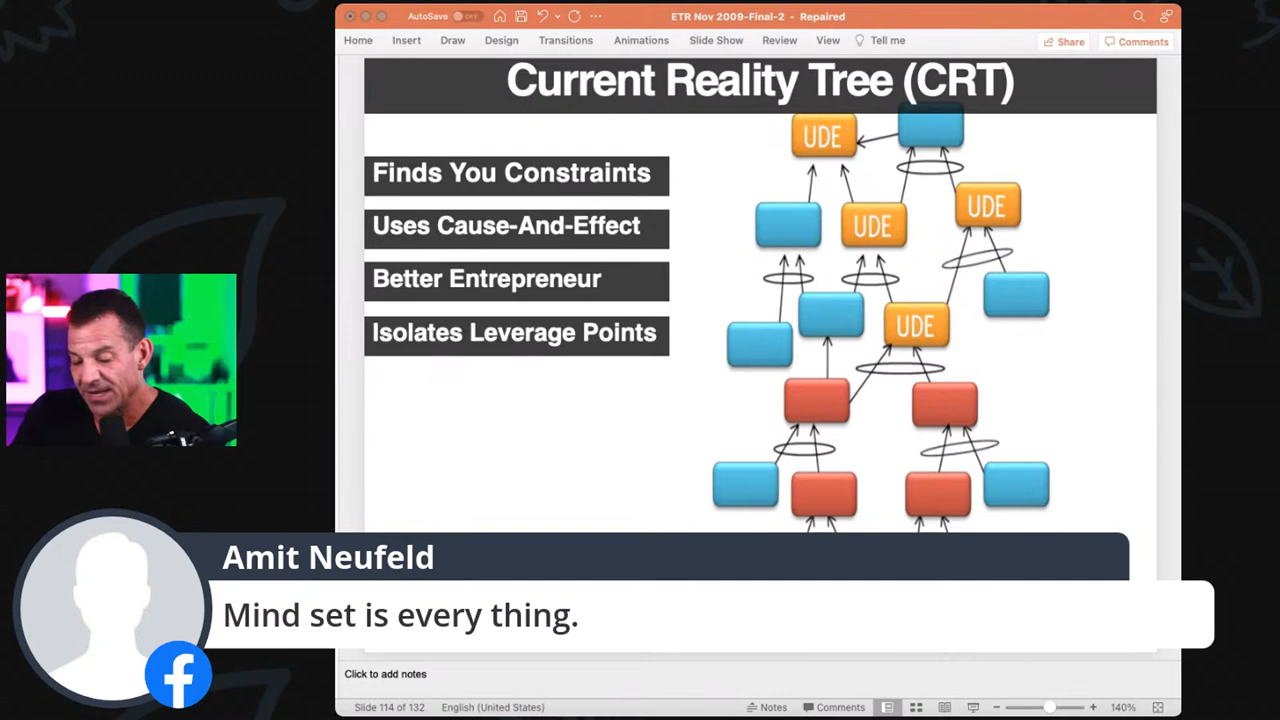 AutoSave OFF
ETR Nov 2009-Final-2 - Repaired
Home Insert Draw Design Transitions Animations Slide Show Review View Tell me Share Comments
Current Reality Tree (CRT)
Finds You Constraints
Uses Cause-And-Effect
Better Entrepreneur
Isolates Leverage Points
UDE
UDE
UDE
UDE
Amit Neufeld
Mind set is every thing.
Click to add notes
Slide 114 of 132 English (United States) Notes Comments 140%